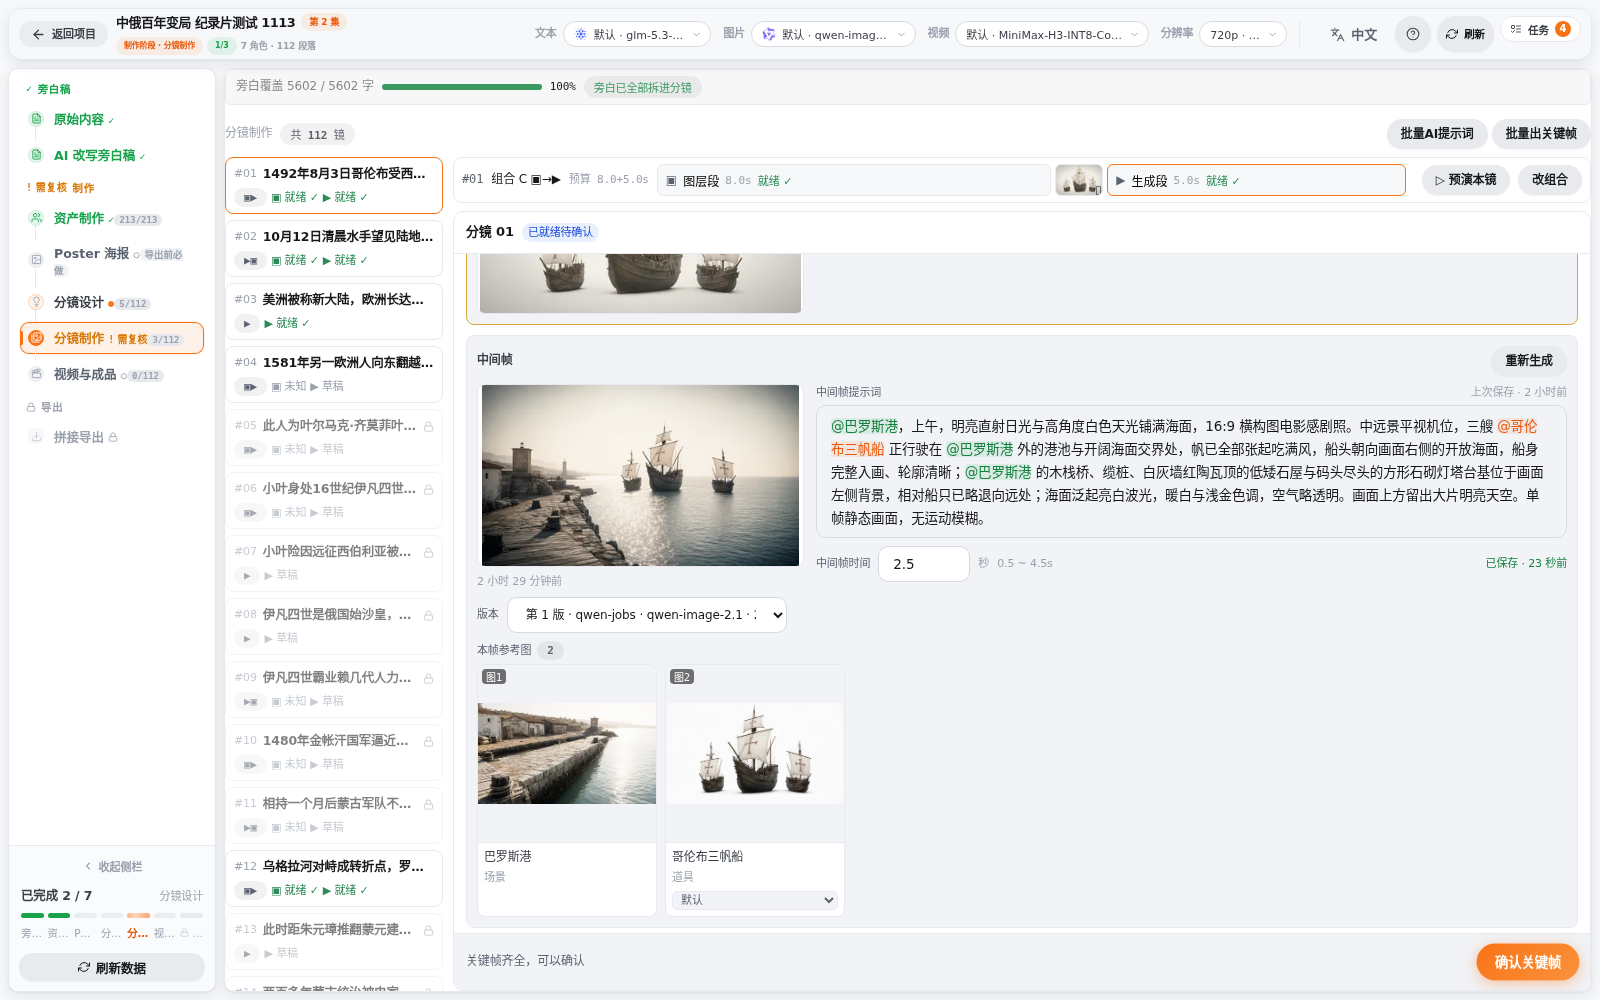 返回项目
中俄百年变局 纪录片测试 1113 第 2 集
制作阶段 · 分镜制作 1/3 7 角色 · 112 段落
文本 默认 · glm-5.3-...
图片 默认 · qwen-imag...
视频 默认 · MiniMax-H3-INT8-Co...
分辨率 720p · ...
中文
刷新
任务 4
✓ 旁白稿
原始内容 ✓
AI 改写旁白稿 ✓
! 需复核 制作
资产制作 ✓ 213/213
Poster 海报 ○ 导出前必做
分镜设计 ● 5/112
分镜制作 ! 需复核 3/112
视频与成品 ○ 0/112
导出
拼接导出
收起侧栏
已完成 2 / 7 分镜设计
旁... 资... P... 分... 分... 视... ...
刷新数据
旁白覆盖 5602 / 5602 字 100% 旁白已全部拆进分镜
分镜制作 共 112 镜
批量AI提示词 批量出关键帧
#01 1492年8月3日哥伦布受西...
▣ 就绪 ✓ ▶ 就绪 ✓
#02 10月12日清晨水手望见陆地...
▣ 就绪 ✓ ▶ 就绪 ✓
#03 美洲被称新大陆，欧洲长达...
▶ 就绪 ✓
#04 1581年另一欧洲人向东翻越...
▣ 未知 ▶ 草稿
#05 此人为叶尔马克·齐莫菲叶...
▣ 未知 ▶ 草稿
#06 小叶身处16世纪伊凡四世...
▣ 未知 ▶ 草稿
#07 小叶险因远征西伯利亚被...
▶ 草稿
#08 伊凡四世是俄国始沙皇，...
▶ 草稿
#09 伊凡四世霸业赖几代人力...
▣ 未知 ▶ 草稿
#10 1480年金帐汗国军逼近...
▣ 未知 ▶ 草稿
#11 相持一个月后蒙古军队不...
▣ 未知 ▶ 草稿
#12 乌格拉河对峙成转折点，罗...
▣ 就绪 ✓ ▶ 就绪 ✓
#13 此时距朱元璋推翻蒙元建...
▶ 草稿
#01 组合 C ▣→▶ 预算 8.0+5.0s
▣ 图层段 8.0s 就绪 ✓
▶ 生成段 5.0s 就绪 ✓
▷ 预演本镜 改组合
分镜 01 已就绪待确认
中间帧 重新生成
2 小时 29 分钟前
版本 第 1 版 · qwen-jobs · qwen-image-2.1 ·
中间帧提示词 上次保存 · 2 小时前
@巴罗斯港，上午，明亮直射日光与高角度白色天光铺满海面，16:9 横构图电影感剧照。中远景平视机位，三艘 @哥伦
布三帆船 正行驶在 @巴罗斯港 外的港池与开阔海面交界处，帆已全部张起吃满风，船头朝向画面右侧的开放海面，船身
完整入画、轮廓清晰；@巴罗斯港 的木栈桥、缆桩、白灰墙红陶瓦顶的低矮石屋与码头尽头的方形石砌灯塔台基位于画面
左侧背景，相对船只已略退向远处；海面泛起亮白波光，暖白与浅金色调，空气略透明。画面上方留出大片明亮天空。单
帧静态画面，无运动模糊。
中间帧时间 2.5 秒 0.5 ~ 4.5s 已保存 · 23 秒前
本帧参考图 2
图1
巴罗斯港
场景
图2
哥伦布三帆船
道具
默认
关键帧齐全，可以确认
确认关键帧